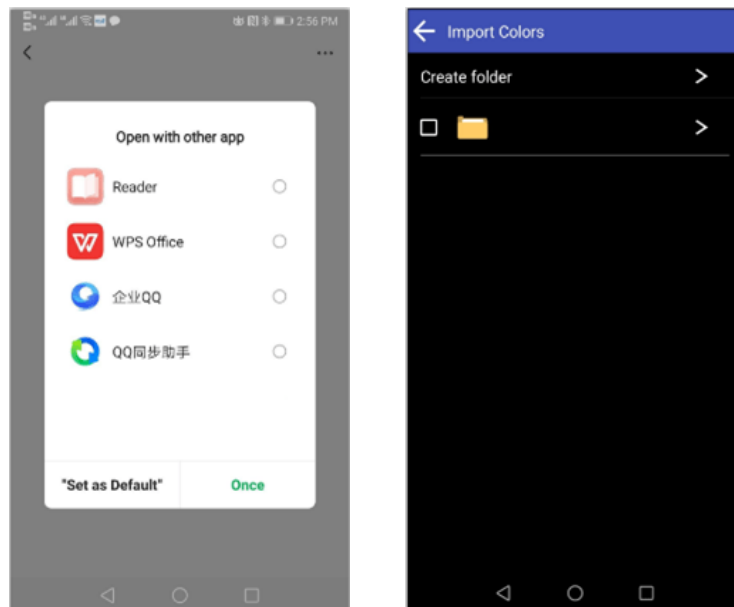 2:56 PM
Open with other app
Reader
WPS Office
企业QQ
QQ同步助手
"Set as Default"
Once
Import Colors
Create folder